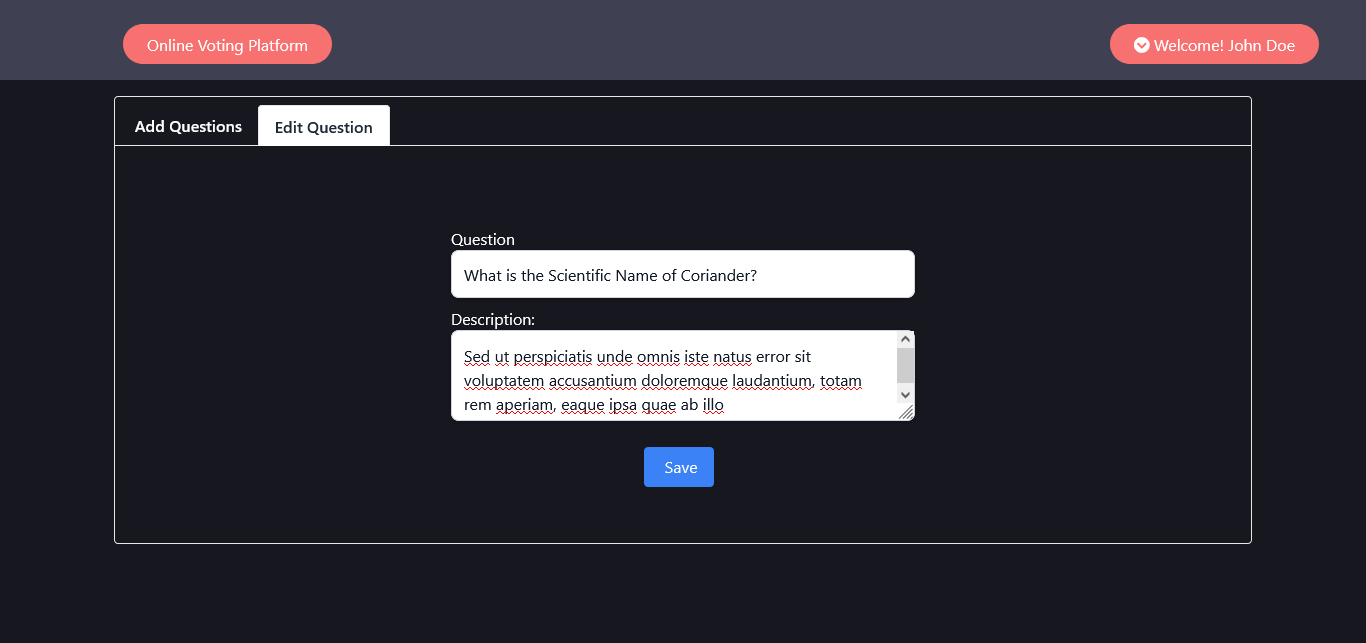 Online Voting Platform
Welcome! John Doe
Add Questions
Edit Question
Question
What is the Scientific Name of Coriander?
Description:
Sed ut perspiciatis unde omnis iste natus error sit
voluptatem accusantium doloremque laudantium, totam
rem aperiam, eaque ipsa quae ab illo
Save